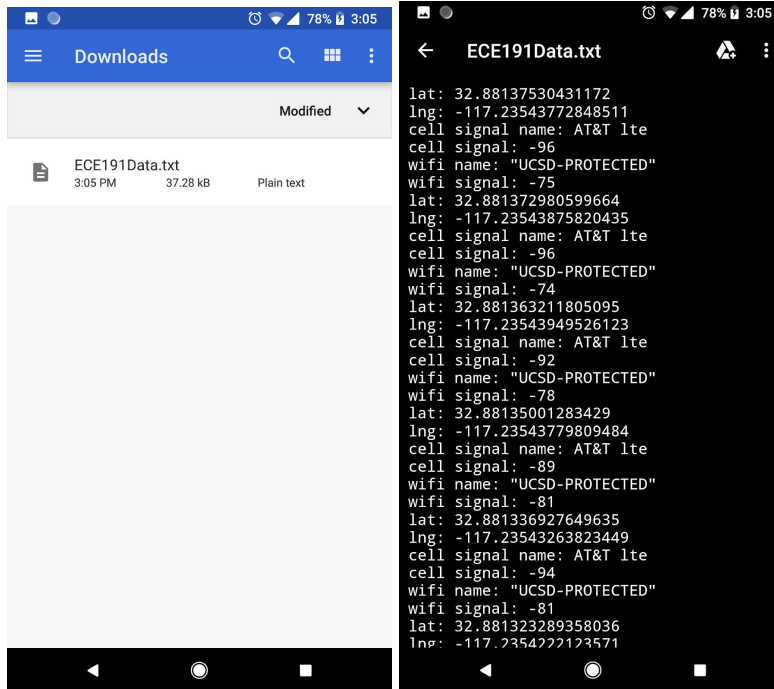 78% 3:05
Downloads
Modified
ECE191Data.txt
3:05 PM 37.28 kB Plain text
78% 3:05
ECE191Data.txt
lat: 32.88137530431172
lng: -117.23543772848511
cell signal name: AT&T lte
cell signal: -96
wifi name: "UCSD-PROTECTED"
wifi signal: -75
lat: 32.881372980599664
lng: -117.23543875820435
cell signal name: AT&T lte
cell signal: -96
wifi name: "UCSD-PROTECTED"
wifi signal: -74
lat: 32.881363211805095
lng: -117.23543949526123
cell signal name: AT&T lte
cell signal: -92
wifi name: "UCSD-PROTECTED"
wifi signal: -78
lat: 32.88135001283429
lng: -117.23543779809484
cell signal name: AT&T lte
cell signal: -89
wifi name: "UCSD-PROTECTED"
wifi signal: -81
lat: 32.881336927649635
lng: -117.23543263823449
cell signal name: AT&T lte
cell signal: -94
wifi name: "UCSD-PROTECTED"
wifi signal: -81
lat: 32.881323289358036
lng: -117.2354222123571